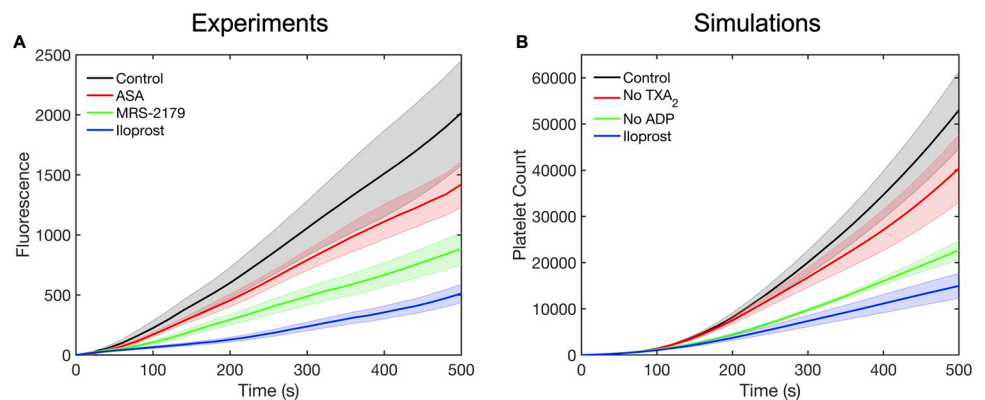 Experiments
Simulations
A
B
2500
2000
1500
1000
500
0
Fluorescence
Control
ASA
MRS-2179
Iloprost
0 100 200 300 400 500
Time (s)
60000
50000
40000
30000
20000
10000
0
Platelet Count
Control
No TXA2
No ADP
Iloprost
0 100 200 300 400 500
Time (s)